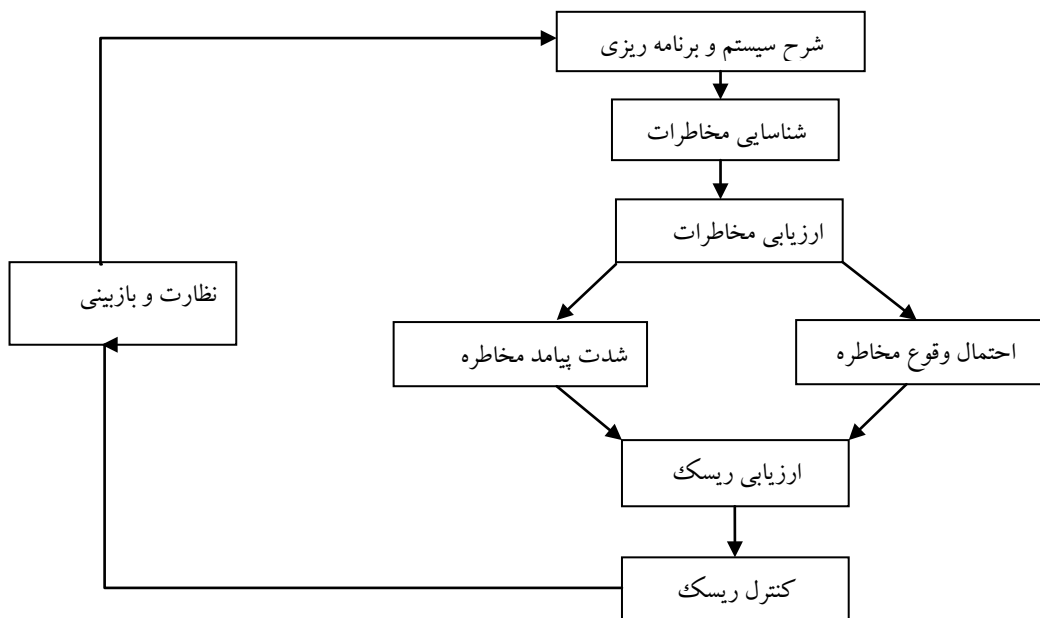 شرح سیستم و برنامه ریزی
شناسایی مخاطرات
ارزیابی مخاطرات
نظارت و بازبینی
احتمال وقوع مخاطره
شدت پیامد مخاطره
ارزیابی ریسک
کنترل ریسک